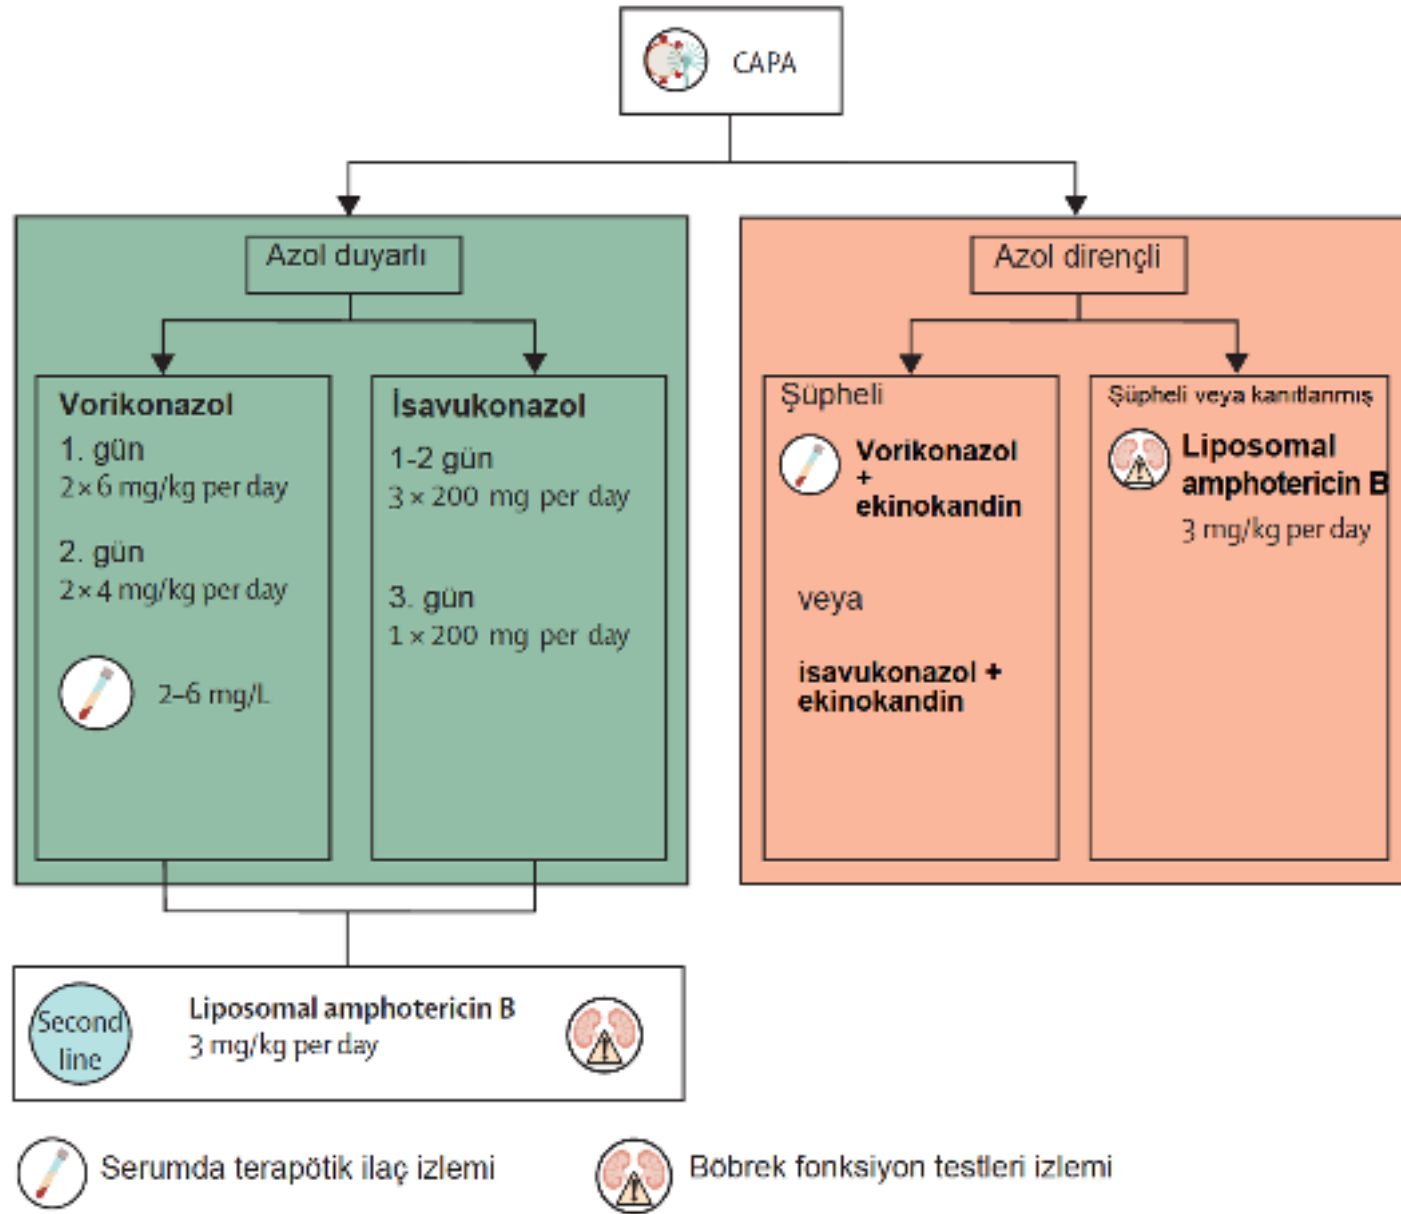 CAPA
Azol duyarlı
Vorikonazol
1. gün
2 × 6 mg/kg per day
2. gün
2 × 4 mg/kg per day
2–6 mg/L
İsavukonazol
1-2 gün
3 × 200 mg per day
3. gün
1 × 200 mg per day
Azol dirençli
Şüpheli
Vorikonazol
+
ekinokandin
veya
isavukonazol +
ekinokandin
Şüpheli veya kanıtlanmış
Liposomal
amphotericin B
3 mg/kg per day
Second
line
Liposomal amphotericin B
3 mg/kg per day
Serumda terapötik ilaç izlemi
Böbrek fonksiyon testleri izlemi